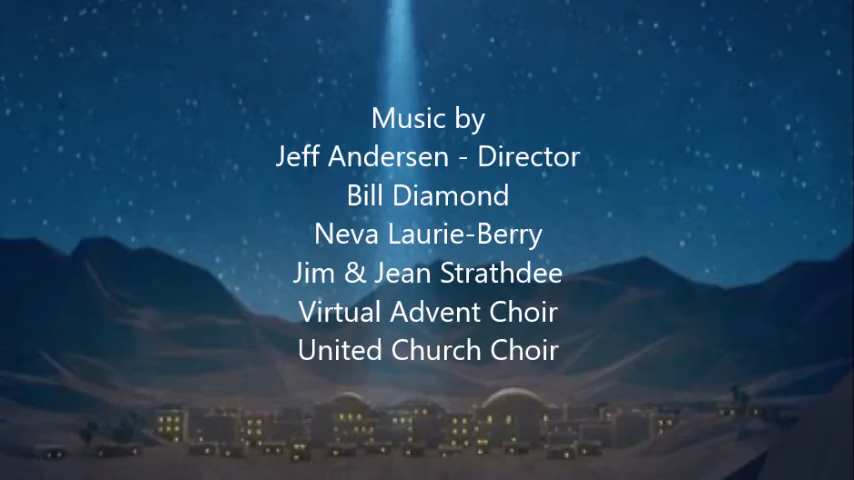 Music by
Jeff Andersen - Director
Bill Diamond
Neva Laurie-Berry
Jim & Jean Strathdee
Virtual Advent Choir
United Church Choir